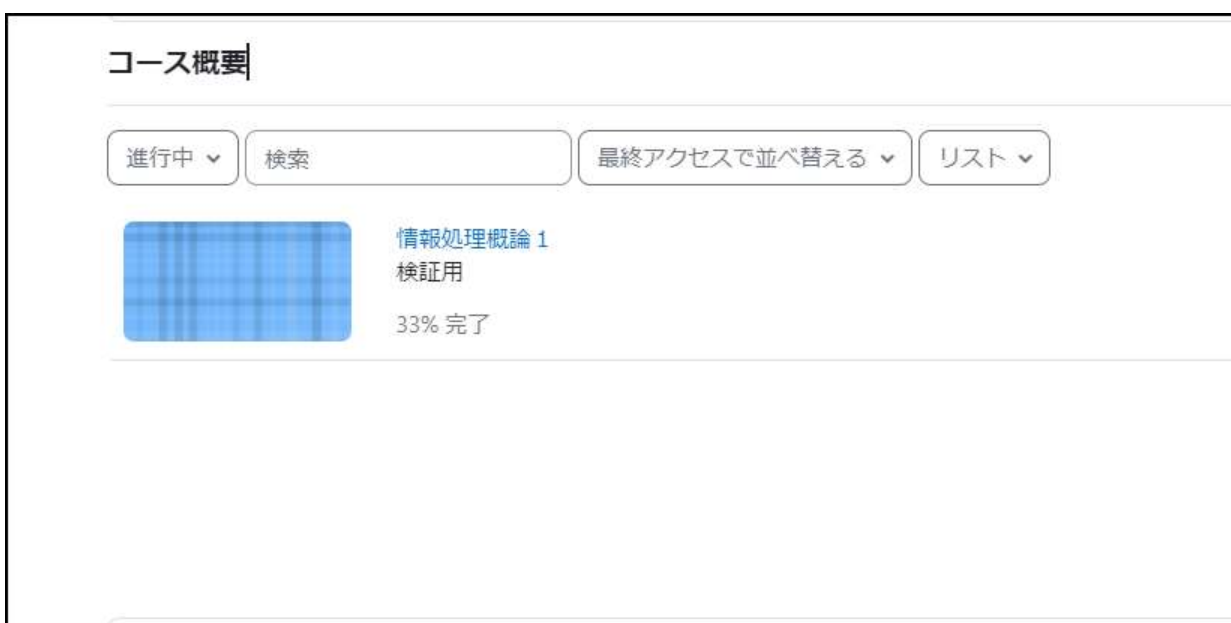 コース概要
進行中 検索 最終アクセスで並べ替える リスト
情報処理概論 1
検証用
33% 完了